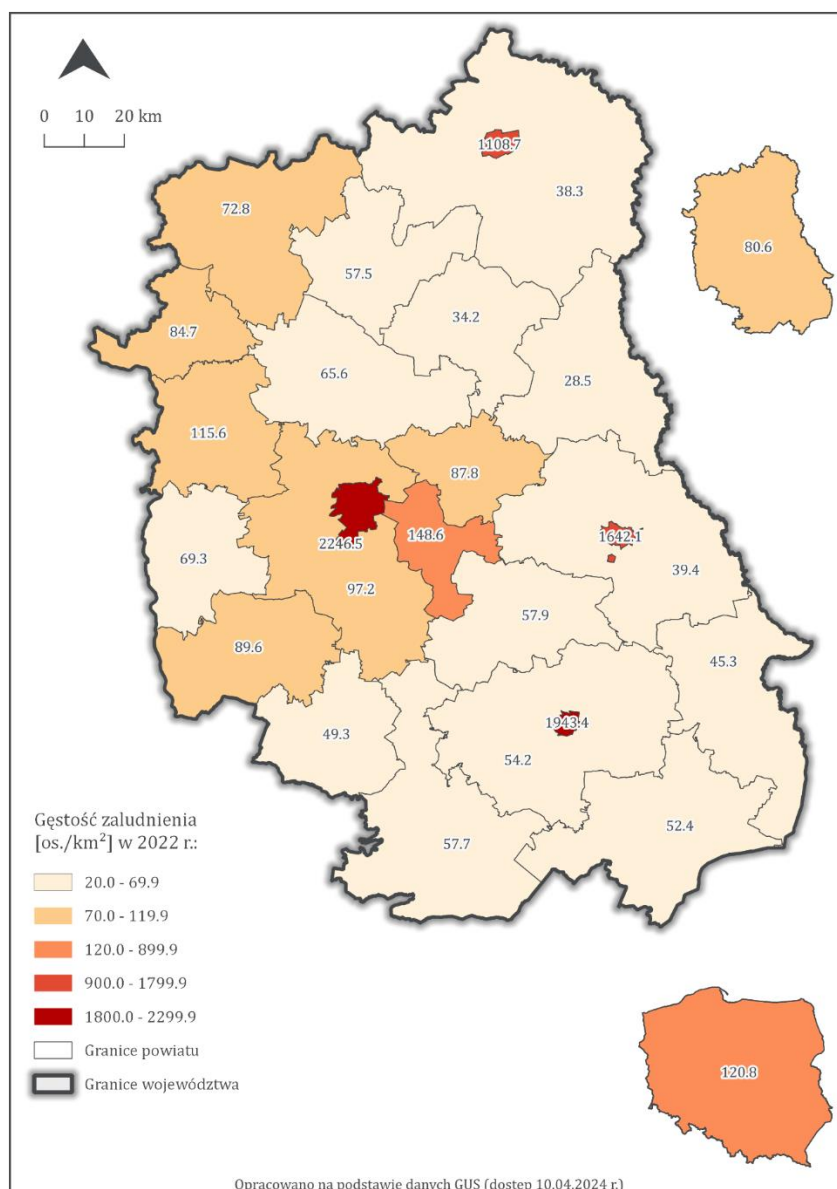 0 10 20 km
1108.7
72.8
38.3
80.6
57.5
34.2
84.7
65.6
28.5
115.6
87.8
148.6
1642.1
2246.5
69.3
39.4
97.2
57.9
89.6
45.3
1943.4
49.3
54.2
52.4
57.7
Gęstość zaludnienia
[os./km²] w 2022 r.:
20.0 - 69.9
70.0 - 119.9
120.0 - 899.9
900.0 - 1799.9
1800.0 - 2299.9
Granice powiatu
Granice województwa
120.8
Opracowano na podstawie danych GUS (dostęp 10.04.2024 r.)